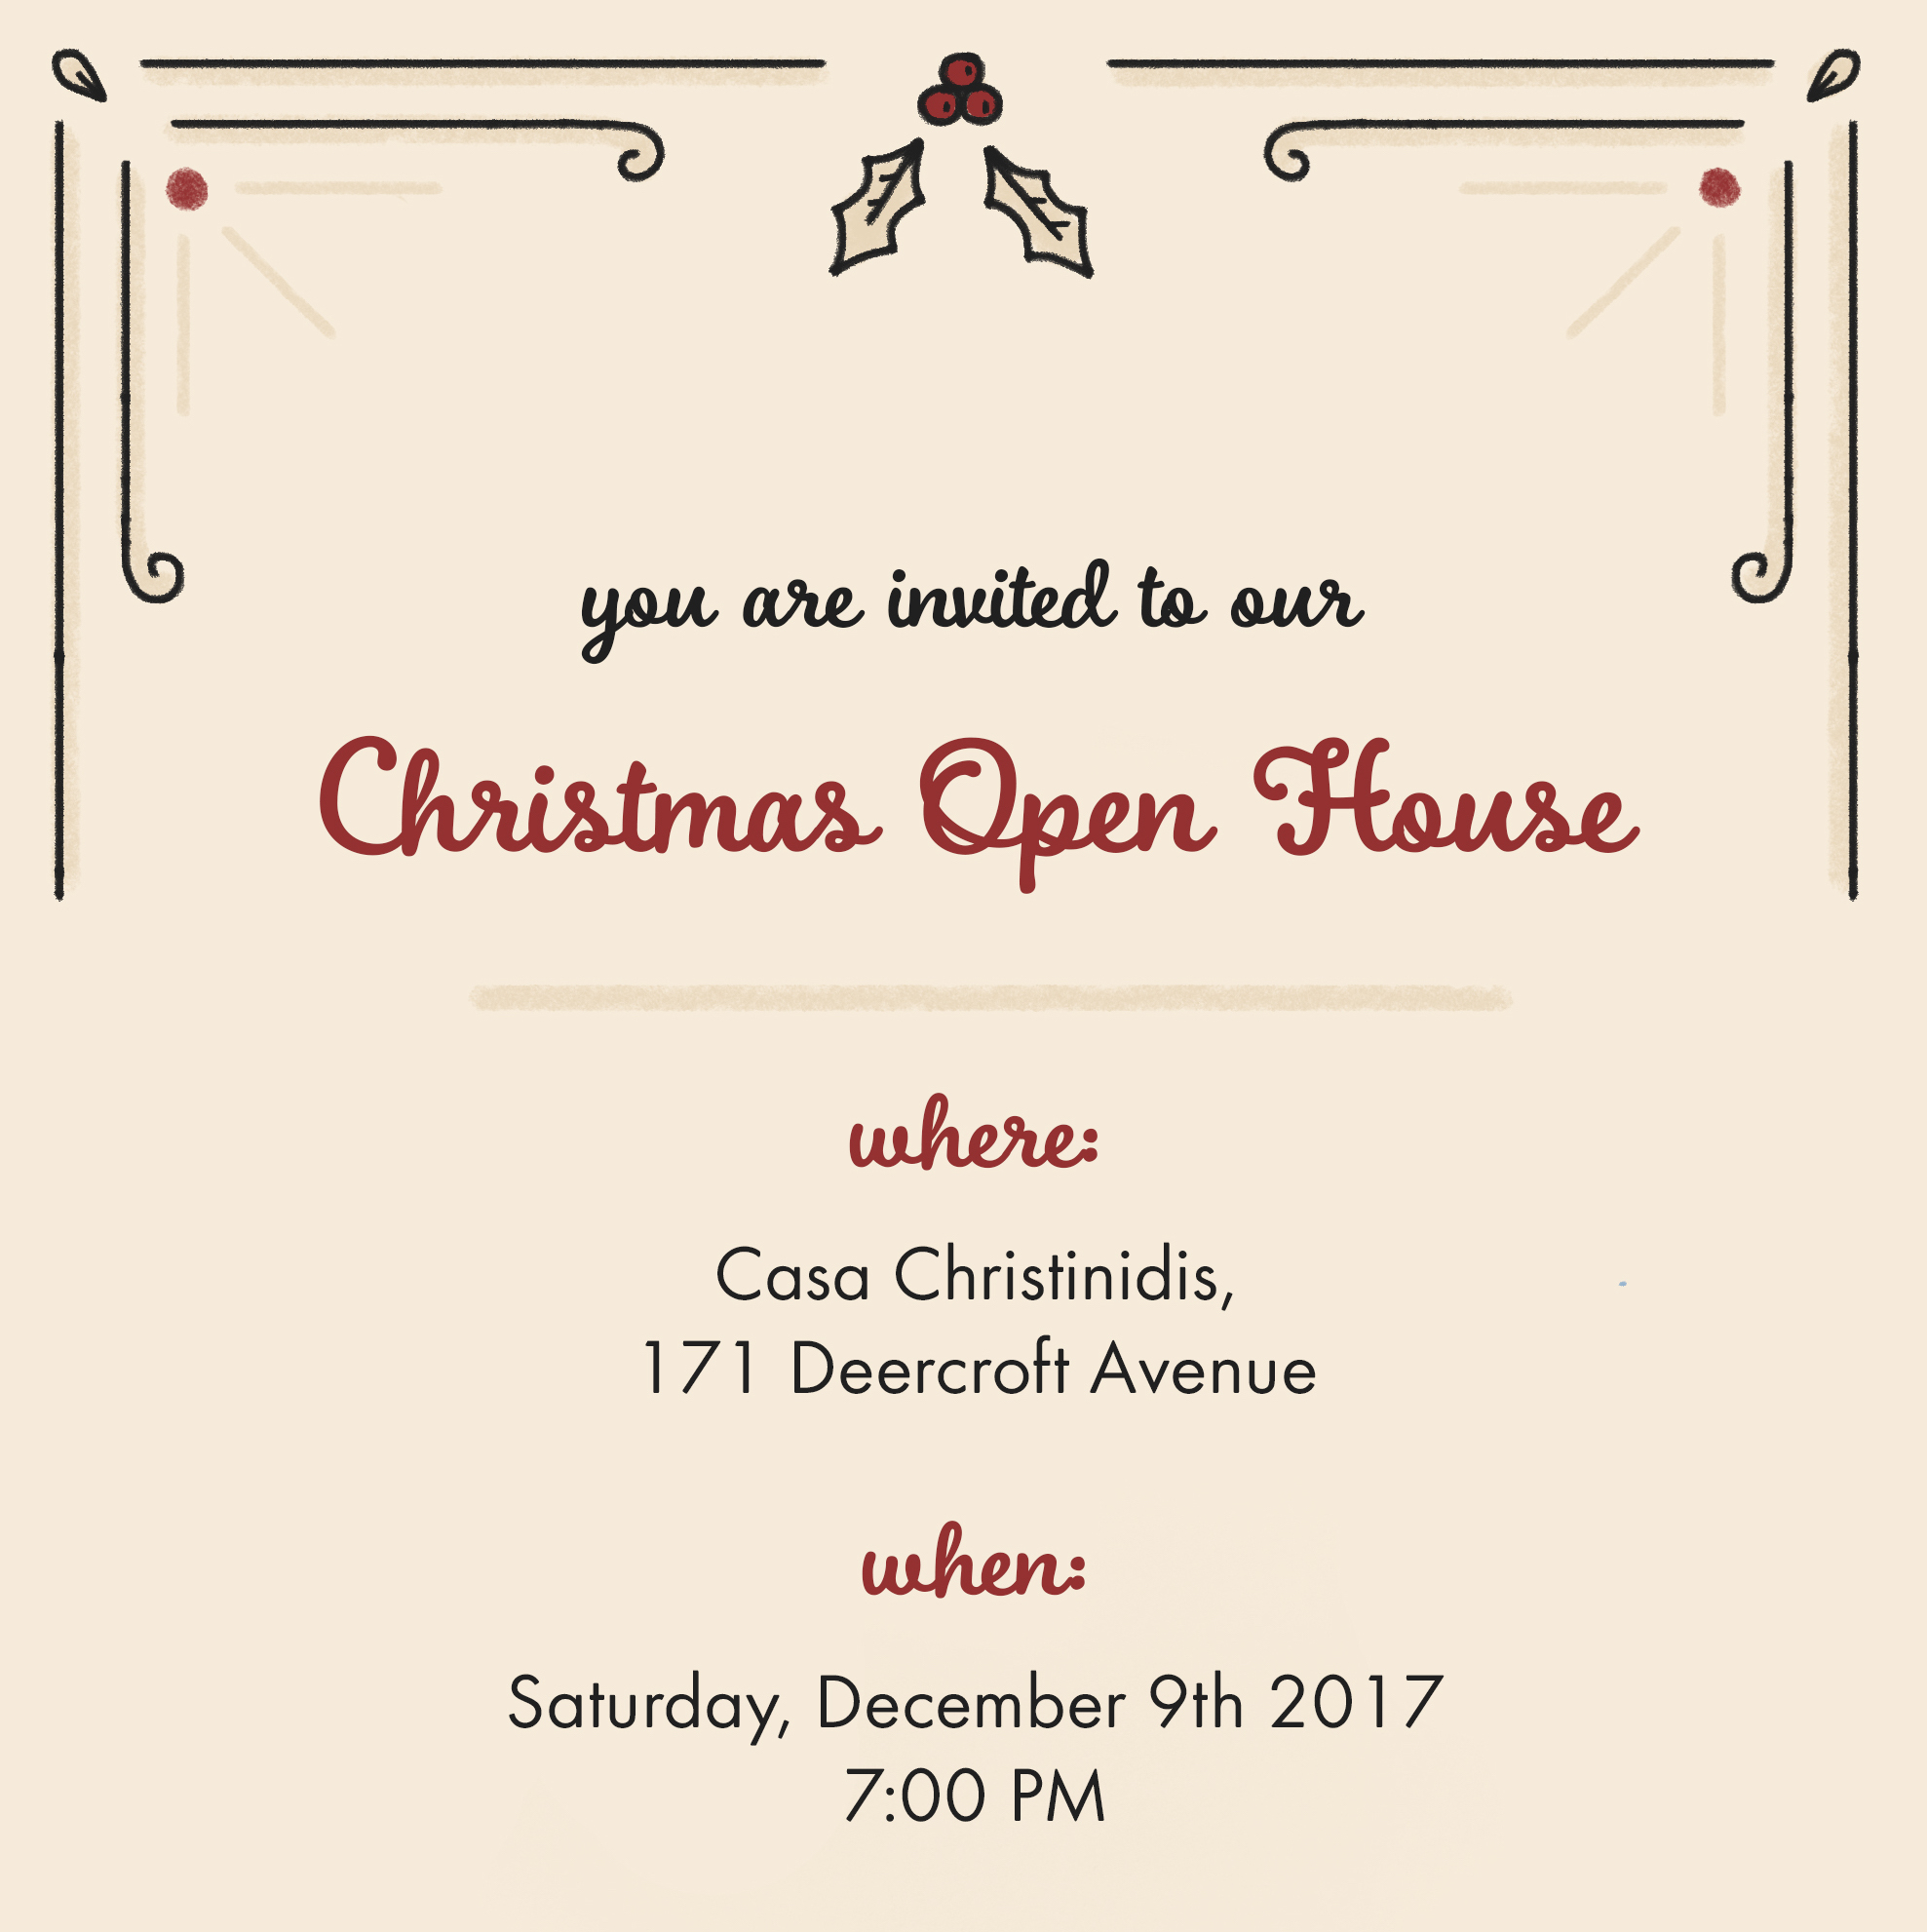 you are invited to our
Christmas Open House
where:
Casa Christinidis,
171 Deercroft Avenue
when:
Saturday, December 9th 2017
7:00 PM